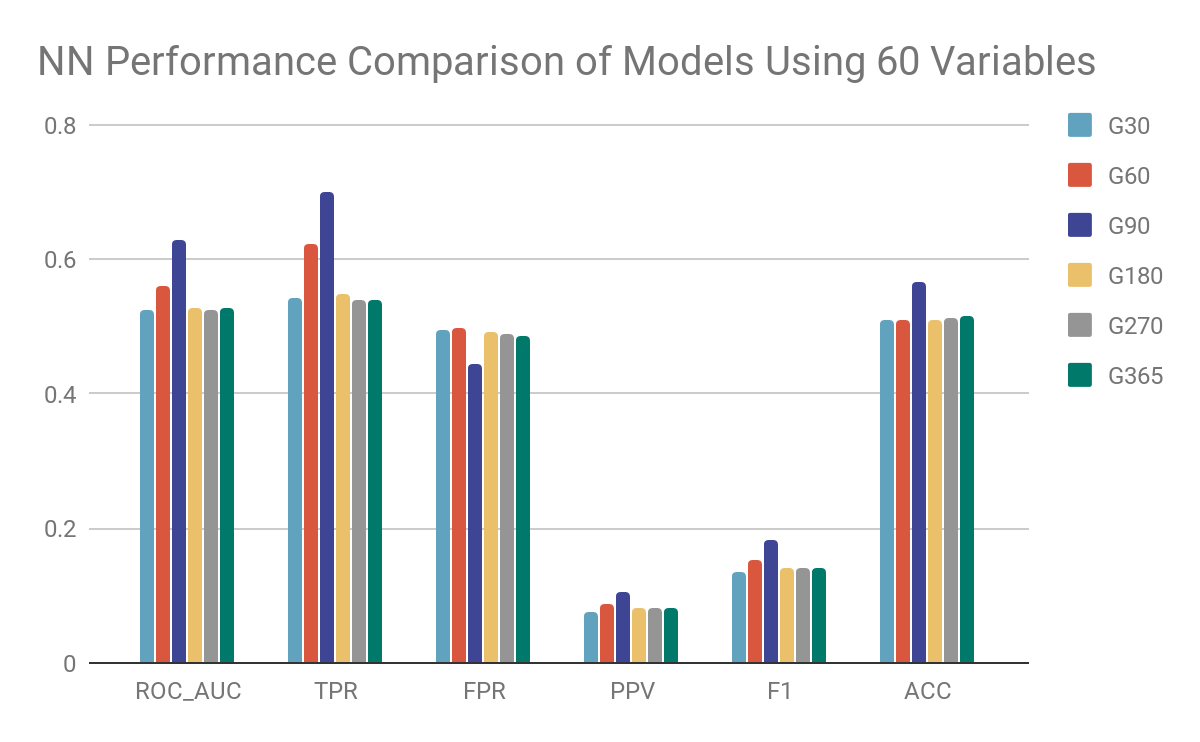 NN Performance Comparison of Models Using 60 Variables
0.8
0.6
0.4
0.2
0
ROC_AUC TPR FPR PPV F1 ACC
G30
G60
G90
G180
G270
G365